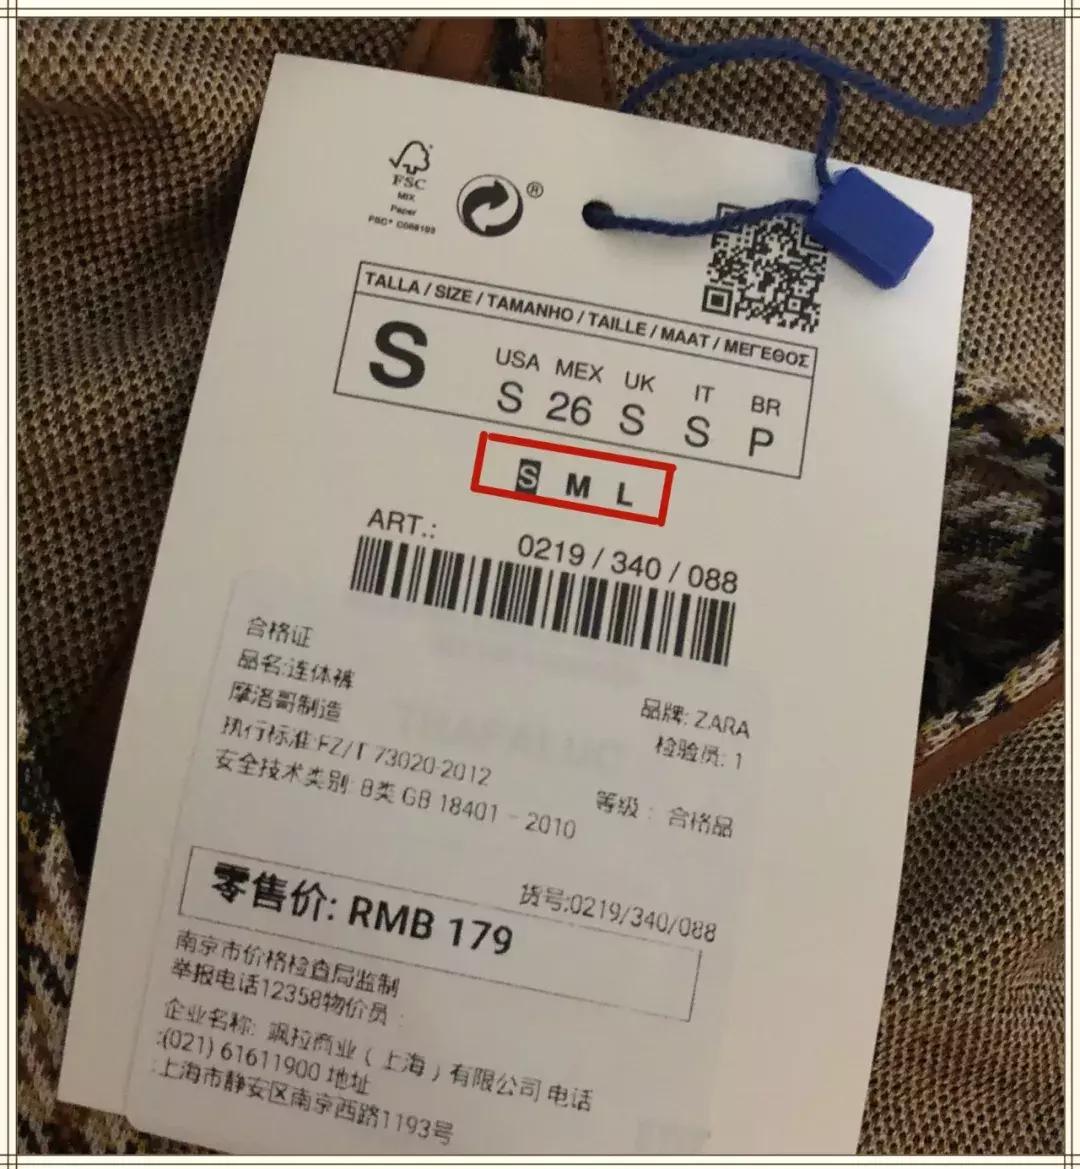 FSC
MIX
Paper
FSC® C088193
®
TALLA / SIZE / TAMANHO / TAILLE / MAAT / ΜΕΓΕΘΟΣ
S
USA MEX UK IT BR
S 26 S S P
S M L
ART.: 0219 / 340 / 088
合格证
品名:连体裤 品牌: ZARA
摩洛哥制造 检验员: 1
执行标准:FZ/T 73020-2012
安全技术类别: B类 GB 18401 - 2010 等级: 合格品
货号:0219/340/088
零售价: RMB 179
南京市价格检查局监制
举报电话12358物价员:
企业名称: 飒拉商业（上海）有限公司 电话
:(021) 61611900 地址
:上海市静安区南京西路1193号